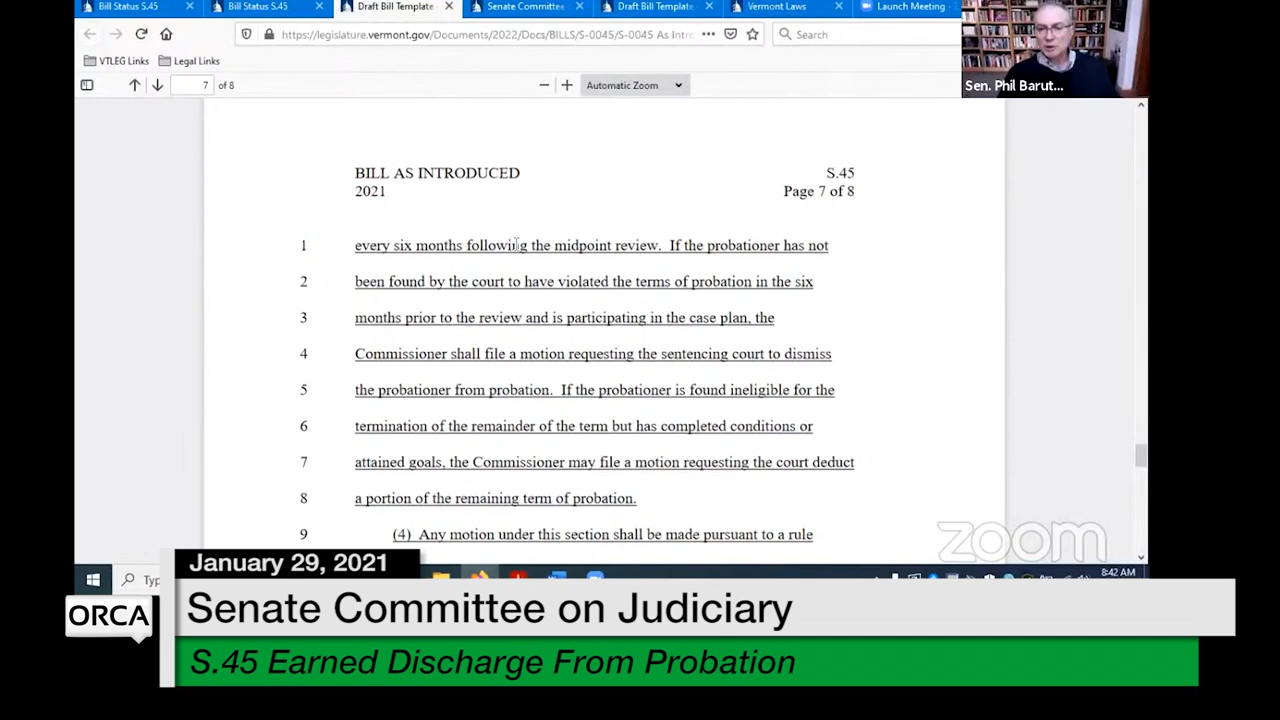 Bill Status S.45
Bill Status S.45
Draft Bill Template
Senate Committee
Draft Bill Template
Vermont Laws
Launch Meeting -
https://legislature.vermont.gov/Documents/2022/Docs/BILLS/S-0045/S-0045 As Intro
Search
VTLEG Links
Legal Links
7 of 8
Automatic Zoom
Sen. Phil Barut...
BILL AS INTRODUCED S.45
2021 Page 7 of 8
1 every six months following the midpoint review. If the probationer has not
2 been found by the court to have violated the terms of probation in the six
3 months prior to the review and is participating in the case plan, the
4 Commissioner shall file a motion requesting the sentencing court to dismiss
5 the probationer from probation. If the probationer is found ineligible for the
6 termination of the remainder of the term but has completed conditions or
7 attained goals, the Commissioner may file a motion requesting the court deduct
8 a portion of the remaining term of probation.
9 (4) Any motion under this section shall be made pursuant to a rule
zoom
Typ
8:42 AM
January 29, 2021
ORCA
Senate Committee on Judiciary
S.45 Earned Discharge From Probation